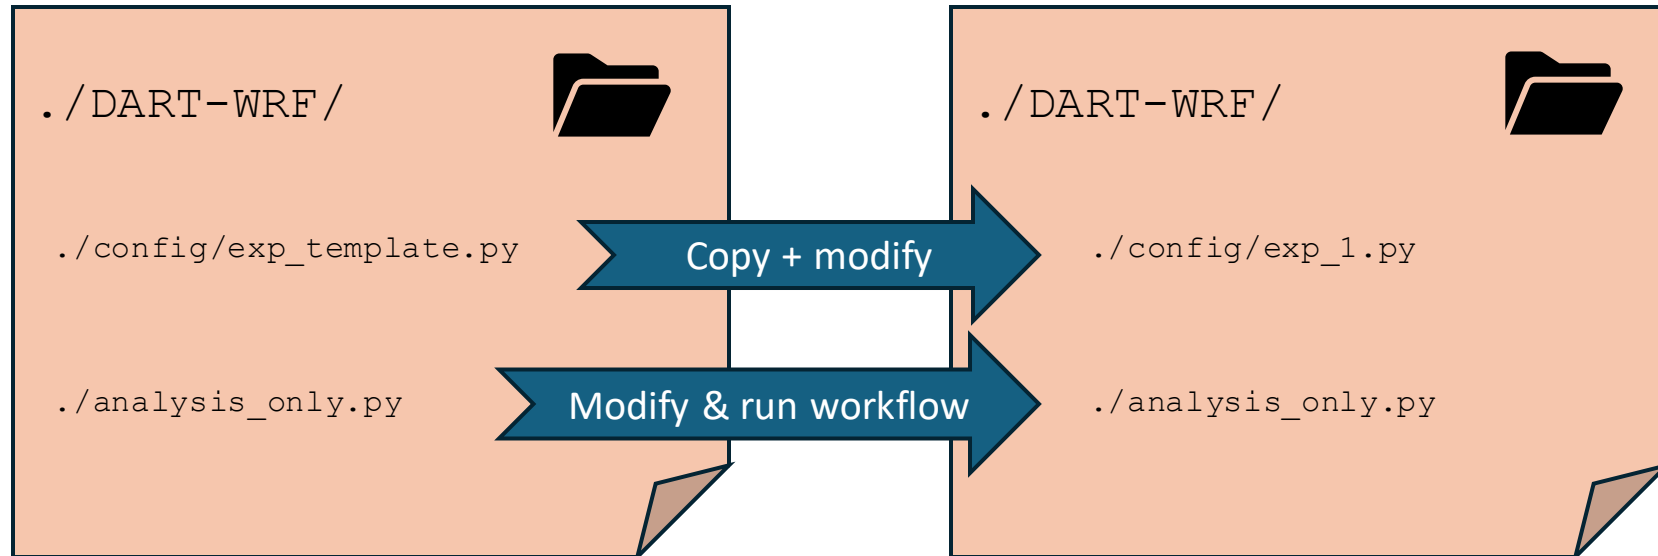 ./DART-WRF/
./config/exp_template.py
./analysis_only.py
Copy + modify
Modify & run workflow
./DART-WRF/
./config/exp_1.py
./analysis_only.py